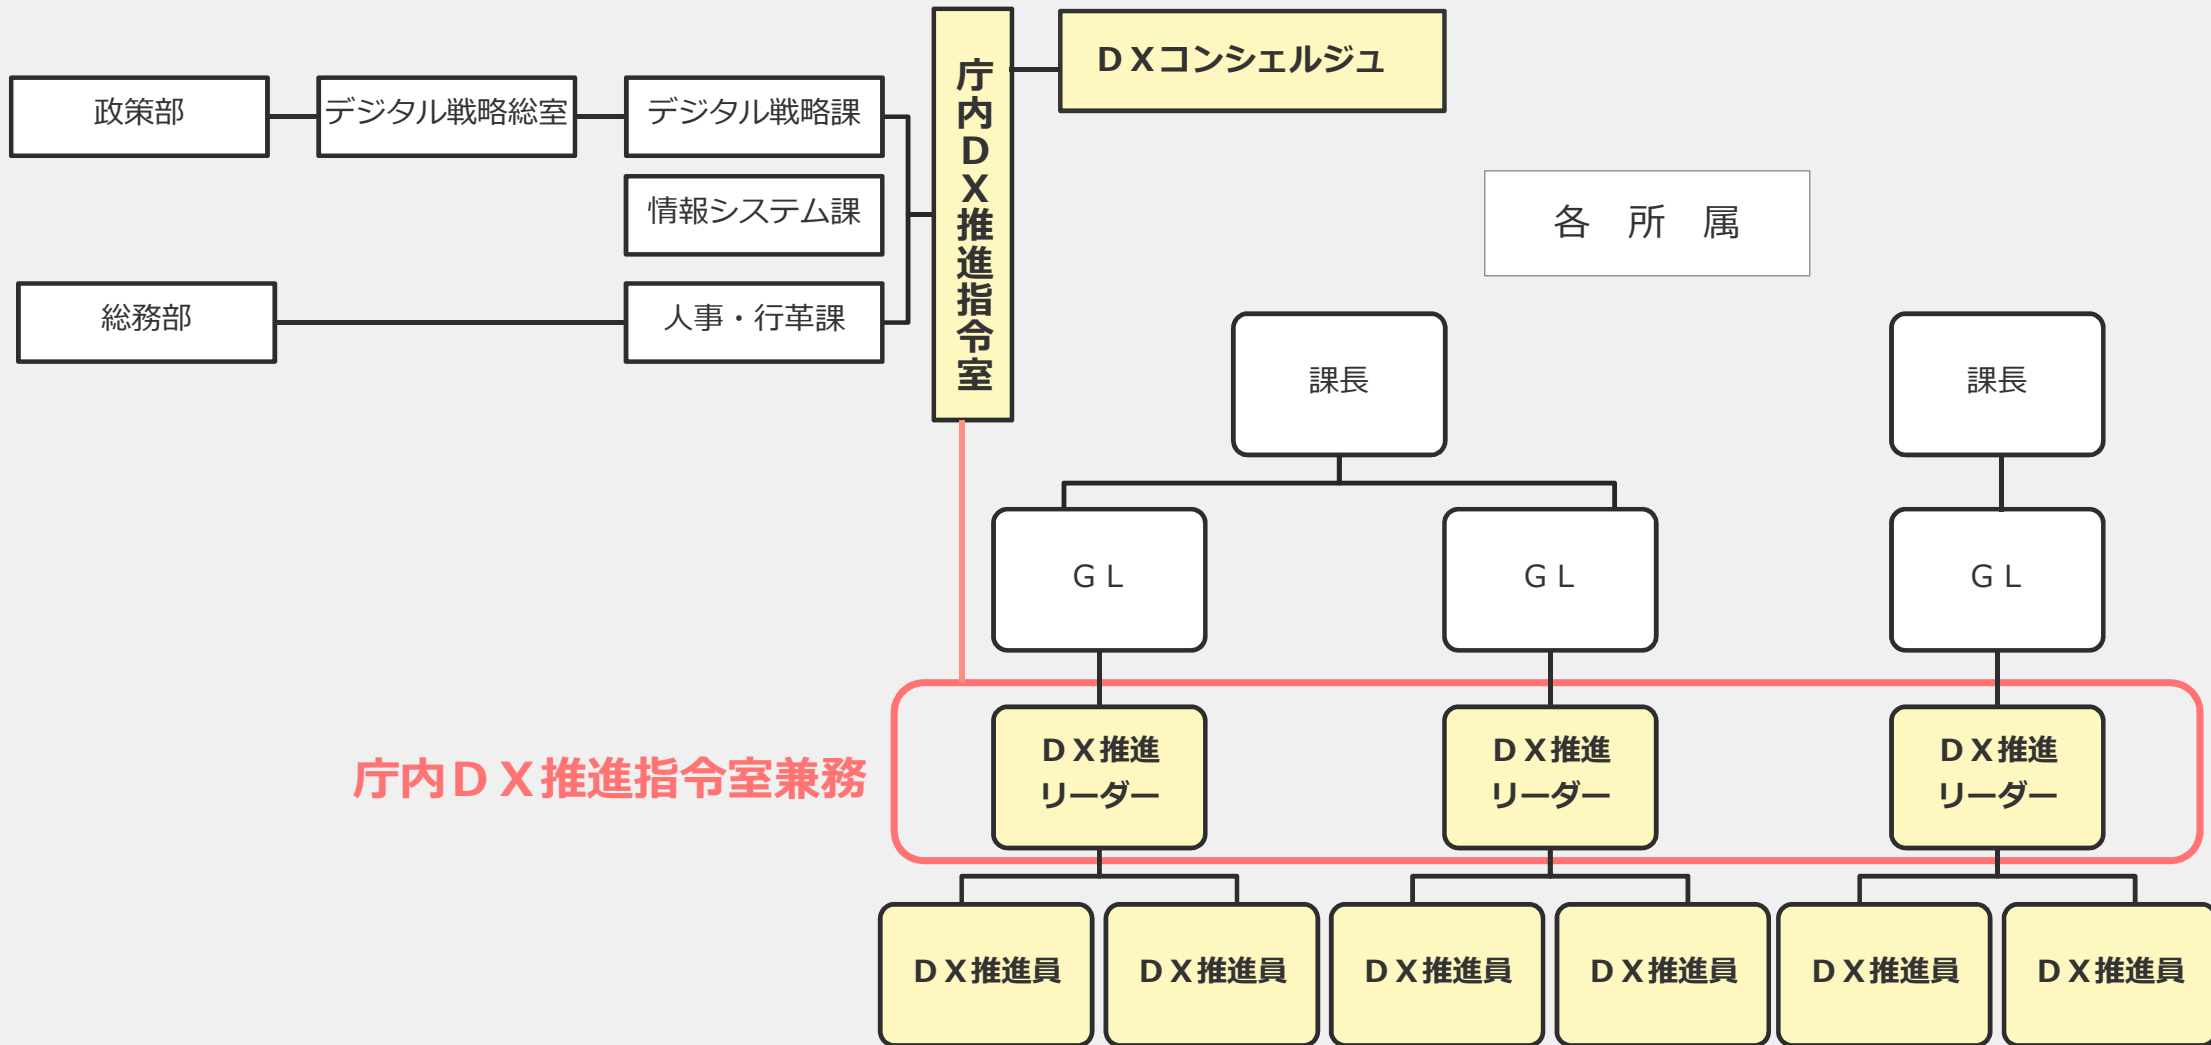 庁内ＤＸ推進指令室
ＤＸコンシェルジュ
政策部
デジタル戦略総室
デジタル戦略課
情報システム課
総務部
人事・行革課
各　所　属
課長
課長
ＧＬ
ＧＬ
ＧＬ
庁内ＤＸ推進指令室兼務
ＤＸ推進
リーダー
ＤＸ推進
リーダー
ＤＸ推進
リーダー
ＤＸ推進員
ＤＸ推進員
ＤＸ推進員
ＤＸ推進員
ＤＸ推進員
ＤＸ推進員